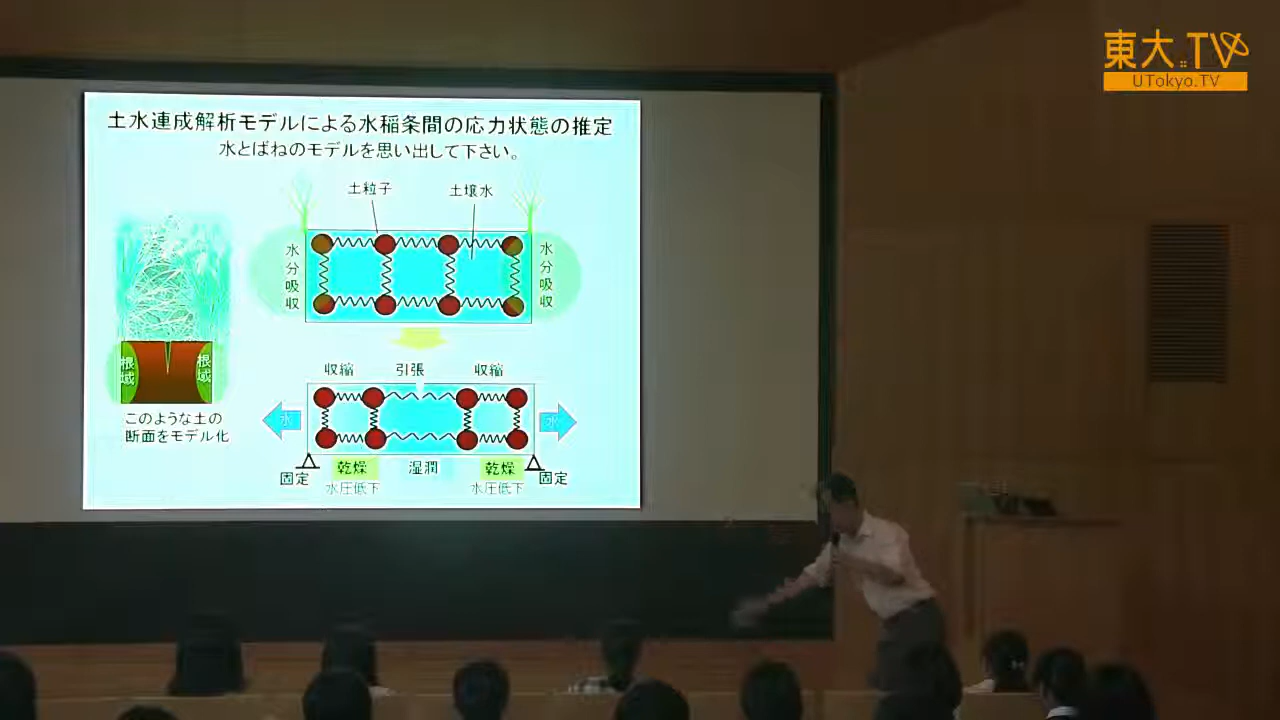 東大.TV
UTokyo.TV
土水連成解析モデルによる水稲条間の応力状態の推定
水とばねのモデルを思い出して下さい。
土粒子
土壌水
水分吸収
水分吸収
根域
根域
このような土の
断面をモデル化
収縮
引張
収縮
水
水
固定
乾燥
湿潤
乾燥
固定
水圧低下
水圧低下